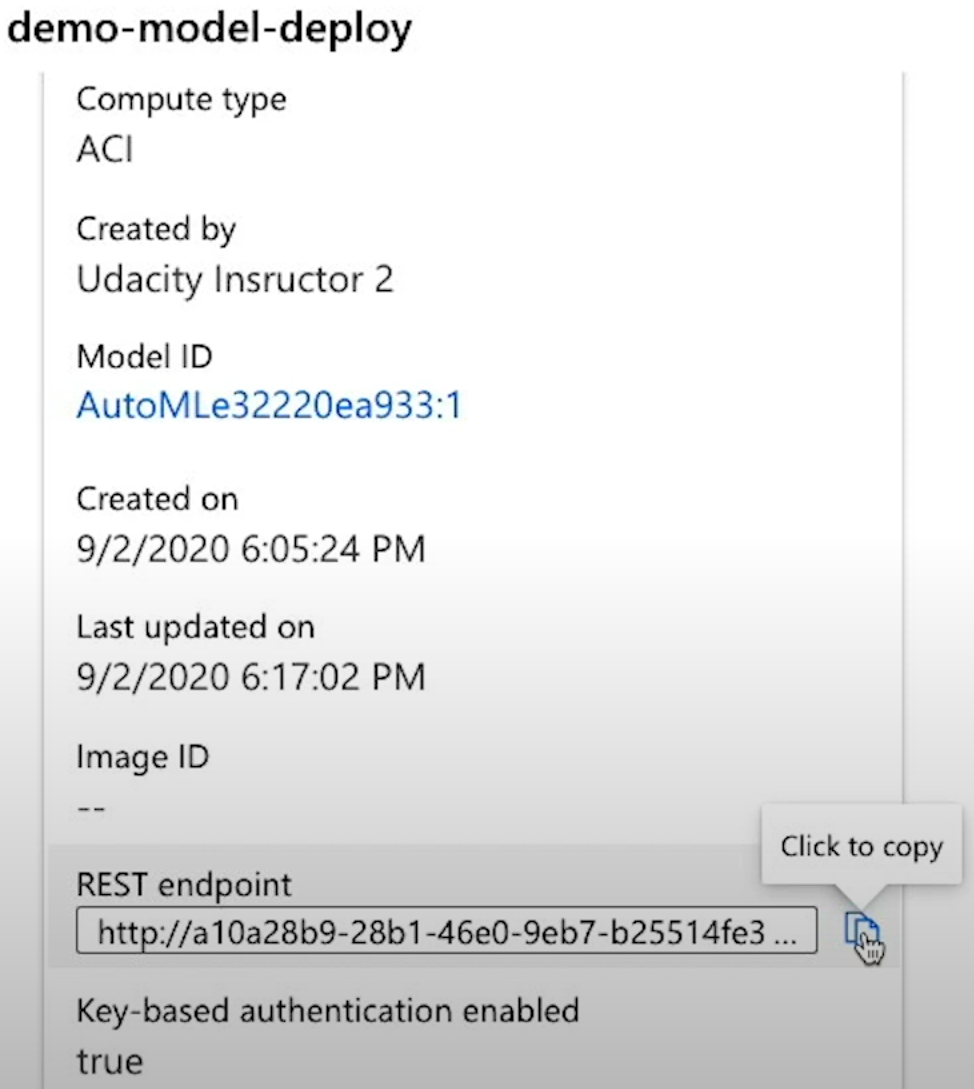 demo-model-deploy
Compute type
ACI
Created by
Udacity Insructor 2
Model ID
AutoMLe32220ea933:1
Created on
9/2/2020 6:05:24 PM
Last updated on
9/2/2020 6:17:02 PM
Image ID
--
Click to copy
REST endpoint
http://a10a28b9-28b1-46e0-9eb7-b25514fe3 ...
Key-based authentication enabled
true